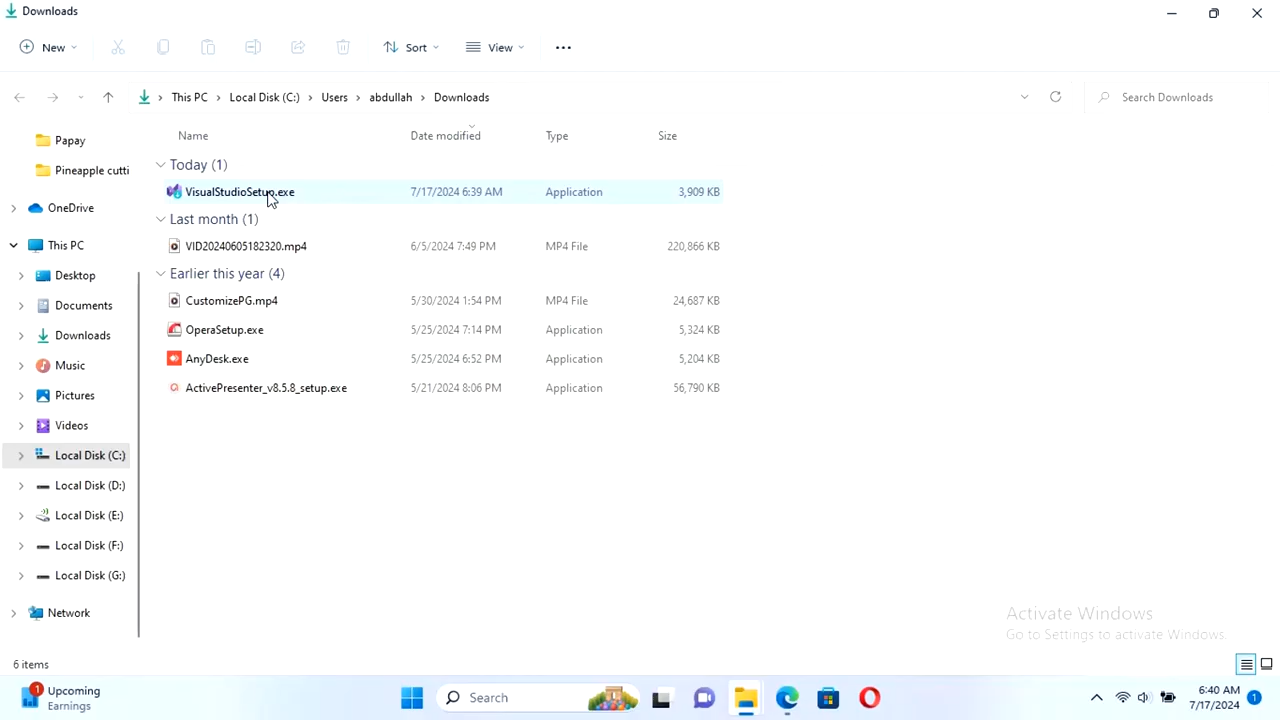 Downloads
New
Sort
View
This PC > Local Disk (C:) > Users > abdullah > Downloads
Search Downloads
Name
Date modified
Type
Size
Papay
Pineapple cutti
OneDrive
This PC
Desktop
Documents
Downloads
Music
Pictures
Videos
Local Disk (C:)
Local Disk (D:)
Local Disk (E:)
Local Disk (F:)
Local Disk (G:)
Network
Today (1)
VisualStudioSetup.exe 7/17/2024 6:39 AM Application 3,909 KB
Last month (1)
VID20240605182320.mp4 6/5/2024 7:49 PM MP4 File 220,866 KB
Earlier this year (4)
CustomizePG.mp4 5/30/2024 1:54 PM MP4 File 24,687 KB
OperaSetup.exe 5/25/2024 7:14 PM Application 5,324 KB
AnyDesk.exe 5/25/2024 6:52 PM Application 5,204 KB
ActivePresenter_v8.5.8_setup.exe 5/21/2024 8:06 PM Application 56,790 KB
Activate Windows
Go to Settings to activate Windows.
6 items
1
Upcoming
Earnings
Search
6:40 AM
7/17/2024
1